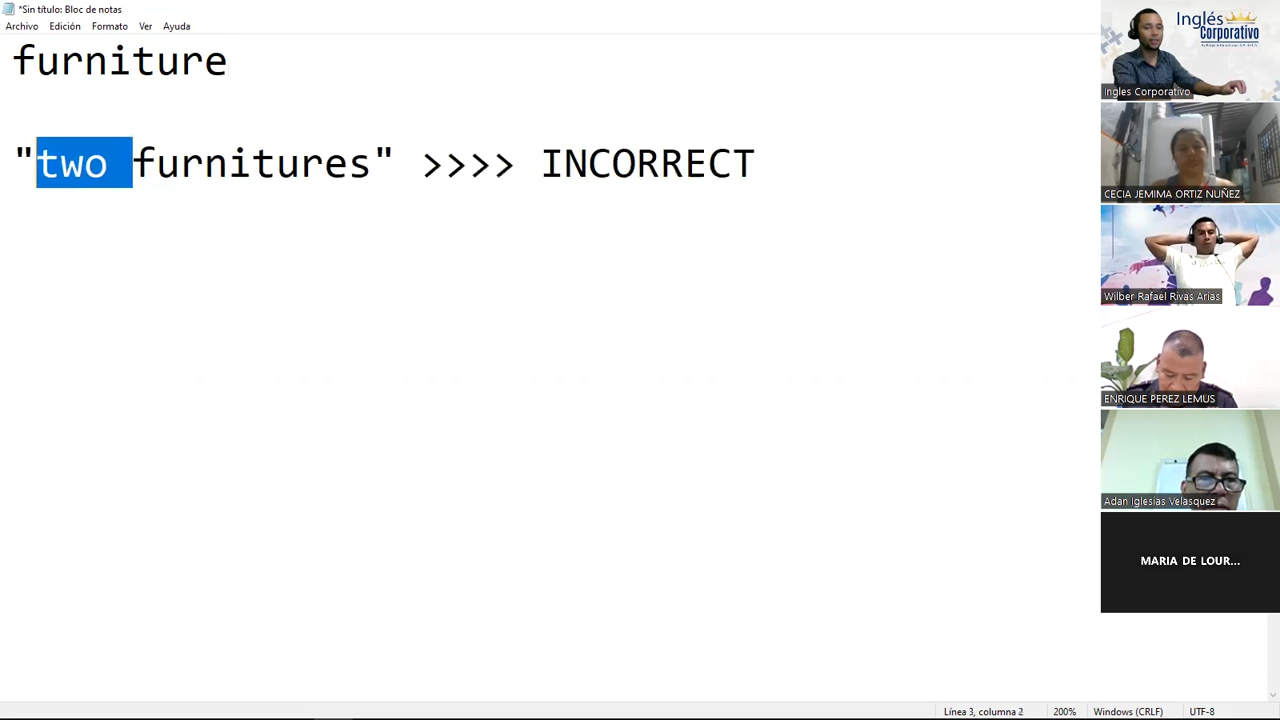 *Sin título: Bloc de notas
Archivo Edición Formato Ver Ayuda
furniture
"two furnitures" >>>> INCORRECT
Inglés
Corporativo
Ingles Corporativo
CECIA JEMIMA ORTIZ NUÑEZ
Wilber Rafael Rivas Arias
ENRIQUE PEREZ LEMUS
Adan Iglesias Velasquez
MARIA DE LOUR...
Línea 3, columna 2 200% Windows (CRLF) UTF-8